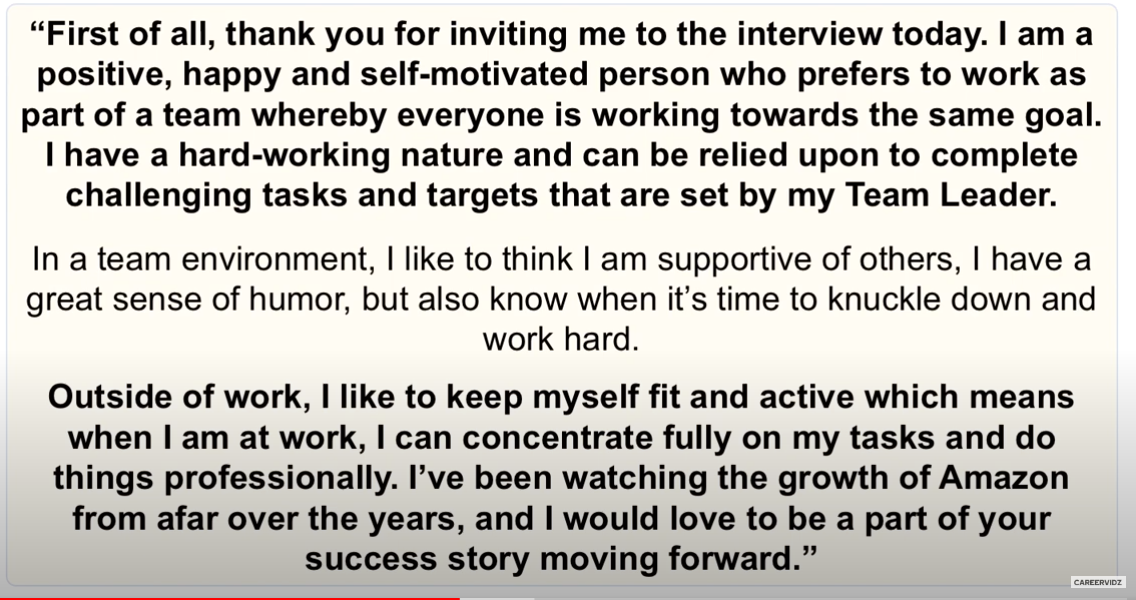 “First of all, thank you for inviting me to the interview today. I am a
positive, happy and self-motivated person who prefers to work as
part of a team whereby everyone is working towards the same goal.
I have a hard-working nature and can be relied upon to complete
challenging tasks and targets that are set by my Team Leader.
In a team environment, I like to think I am supportive of others, I have a
great sense of humor, but also know when it’s time to knuckle down and
work hard.
Outside of work, I like to keep myself fit and active which means
when I am at work, I can concentrate fully on my tasks and do
things professionally. I’ve been watching the growth of Amazon
from afar over the years, and I would love to be a part of your
success story moving forward.”
CAREERVIDZ